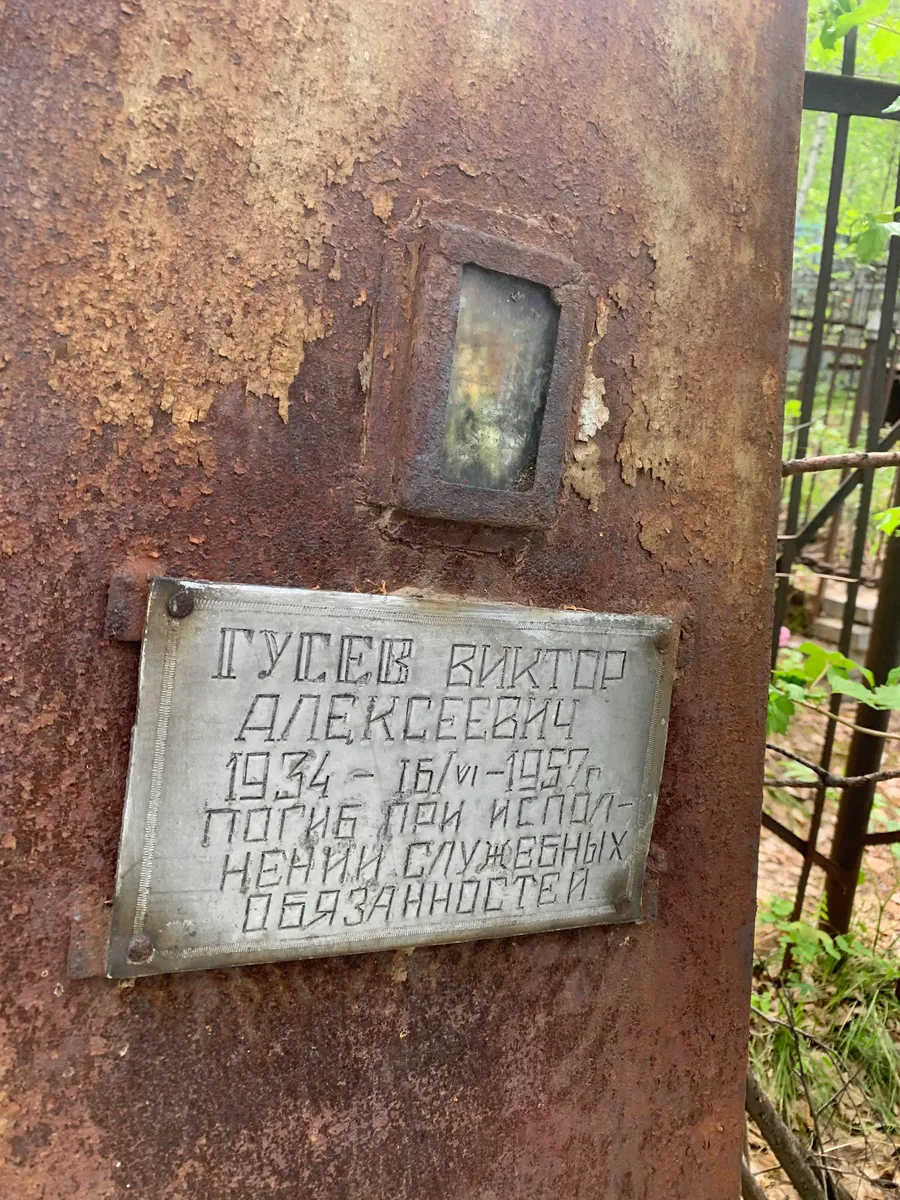 ГУСЕВ ВИКТОР
АЛЕКСЕЕВИЧ
1934 - 16/VI-1957г
ПОГИБ ПРИ ИСПОЛ-
НЕНИИ СЛУЖЕБНЫХ
ОБЯЗАННОСТЕЙ